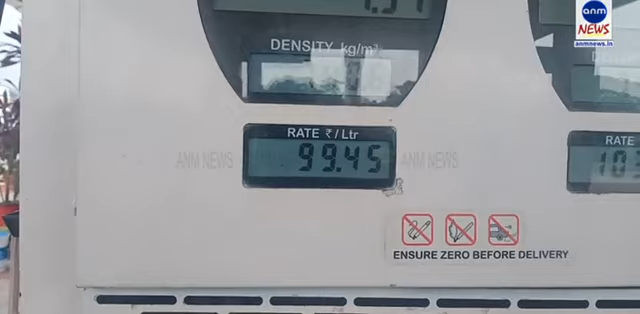 anm
NEWS
anmnews.in
DENSITY kg/m³
RATE ₹/Ltr
99.45
RATE
ANM NEWS
ANM NEWS
ENSURE ZERO BEFORE DELIVERY